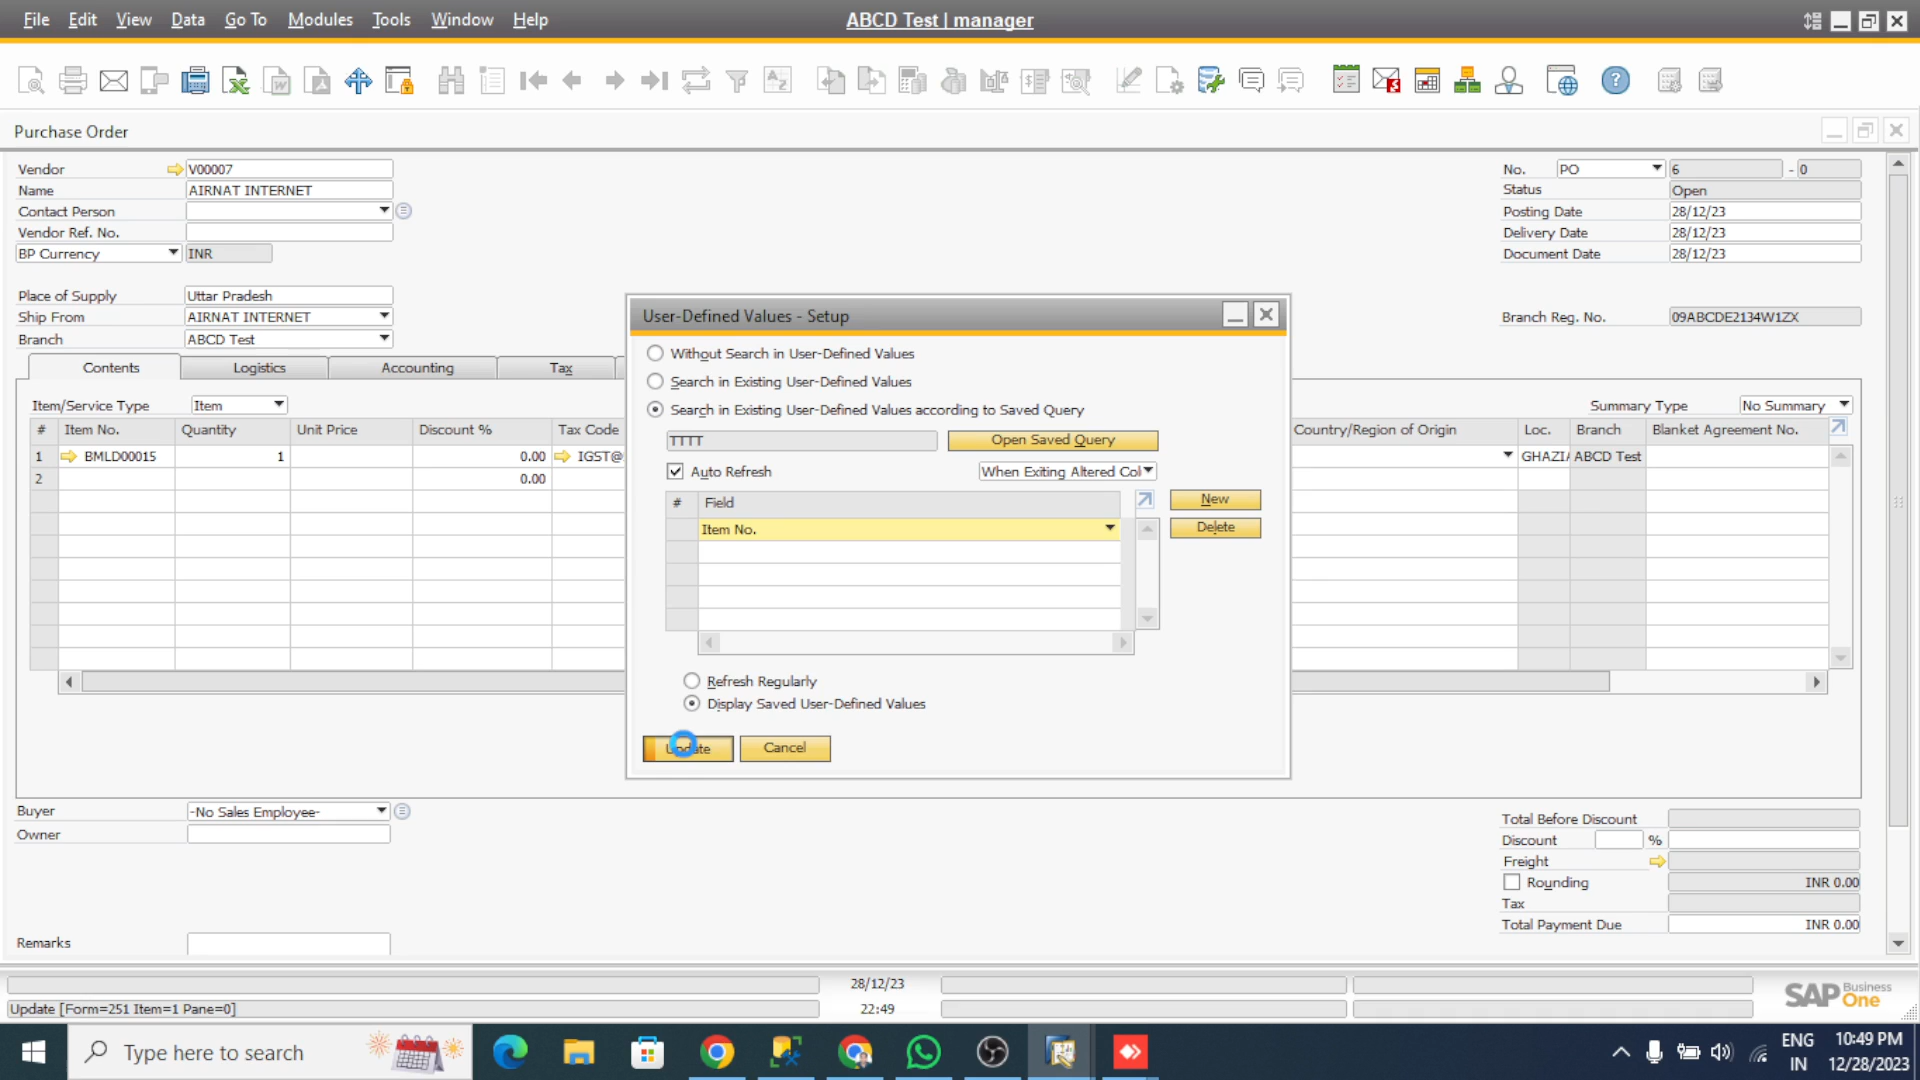 File Edit View Data Go To Modules Tools Window Help
ABCD Test | manager
Purchase Order
Vendor V00007
Name AIRNAT INTERNET
Contact Person
Vendor Ref. No.
BP Currency INR
Place of Supply Uttar Pradesh
Ship From AIRNAT INTERNET
Branch ABCD Test
No. PO 6 - 0
Status Open
Posting Date 28/12/23
Delivery Date 28/12/23
Document Date 28/12/23
Branch Reg. No. 09ABCDE2134W1ZX
Contents Logistics Accounting Tax
Item/Service Type Item
Summary Type No Summary
# Item No. Quantity Unit Price Discount % Tax Code Country/Region of Origin Loc. Branch Blanket Agreement No.
1 BMLD00015 1 0.00 IGST@ GHAZIA ABCD Test
2 0.00
User-Defined Values - Setup
Without Search in User-Defined Values
Search in Existing User-Defined Values
Search in Existing User-Defined Values according to Saved Query
TTTT Open Saved Query
Auto Refresh When Exiting Altered Col
# Field
Item No.
New
Delete
Refresh Regularly
Display Saved User-Defined Values
Update Cancel
Buyer -No Sales Employee-
Owner
Remarks
Total Before Discount
Discount %
Freight
Rounding INR 0.00
Tax
Total Payment Due INR 0.00
28/12/23
Update [Form=251 Item=1 Pane=0] 22:49
SAP Business One
Type here to search
ENG IN
10:49 PM
12/28/2023